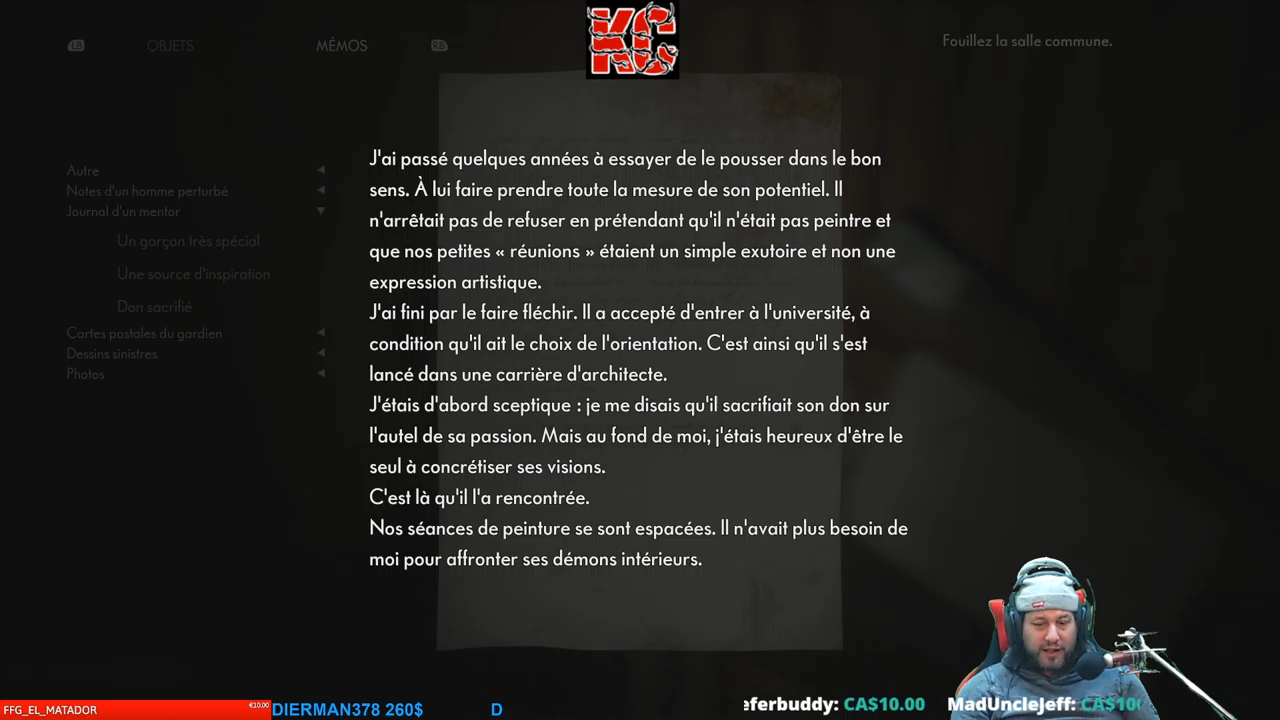 KC
LB
OBJETS
MÉMOS
RB
Fouillez la salle commune.
Autre
Notes d'un homme perturbé
Journal d'un mentor
Un garçon très spécial
Une source d'inspiration
Don sacrifié
Cartes postales du gardien
Dessins sinistres
Photos
J'ai passé quelques années à essayer de le pousser dans le bon
sens. À lui faire prendre toute la mesure de son potentiel. Il
n'arrêtait pas de refuser en prétendant qu'il n'était pas peintre et
que nos petites « réunions » étaient un simple exutoire et non une
expression artistique.
J'ai fini par le faire fléchir. Il a accepté d'entrer à l'université, à
condition qu'il ait le choix de l'orientation. C'est ainsi qu'il s'est
lancé dans une carrière d'architecte.
J'étais d'abord sceptique : je me disais qu'il sacrifiait son don sur
l'autel de sa passion. Mais au fond de moi, j'étais heureux d'être le
seul à concrétiser ses visions.
C'est là qu'il l'a rencontrée.
Nos séances de peinture se sont espacées. Il n'avait plus besoin de
moi pour affronter ses démons intérieurs.
FFG_EL_MATADOR €10.00
DIERMAN378 260$ D
eferbuddy: CA$10.00 MadUncleJeff: CA$10